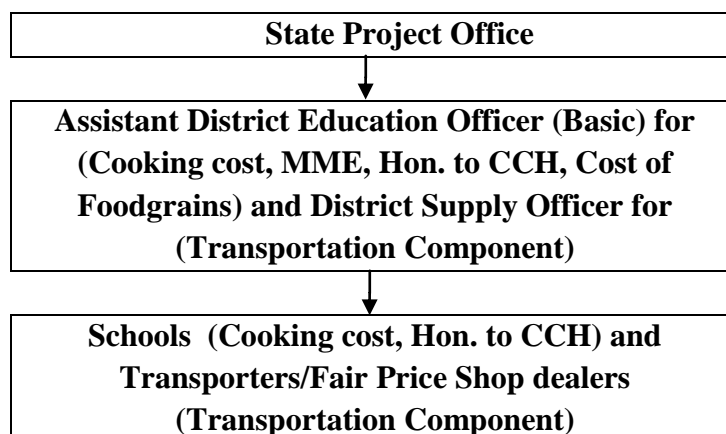 State Project Office
Assistant District Education Officer (Basic) for
(Cooking cost, MME, Hon. to CCH, Cost of
Foodgrains) and District Supply Officer for
(Transportation Component)
Schools (Cooking cost, Hon. to CCH) and
Transporters/Fair Price Shop dealers
(Transportation Component)